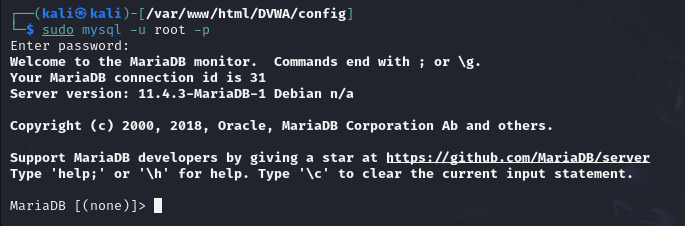 ┌──(kali㉿kali)-[/var/www/html/DVWA/config]
└─$ sudo mysql -u root -p
Enter password:
Welcome to the MariaDB monitor.  Commands end with ; or \g.
Your MariaDB connection id is 31
Server version: 11.4.3-MariaDB-1 Debian n/a

Copyright (c) 2000, 2018, Oracle, MariaDB Corporation Ab and others.

Support MariaDB developers by giving a star at https://github.com/MariaDB/server
Type 'help;' or '\h' for help. Type '\c' to clear the current input statement.

MariaDB [(none)]>